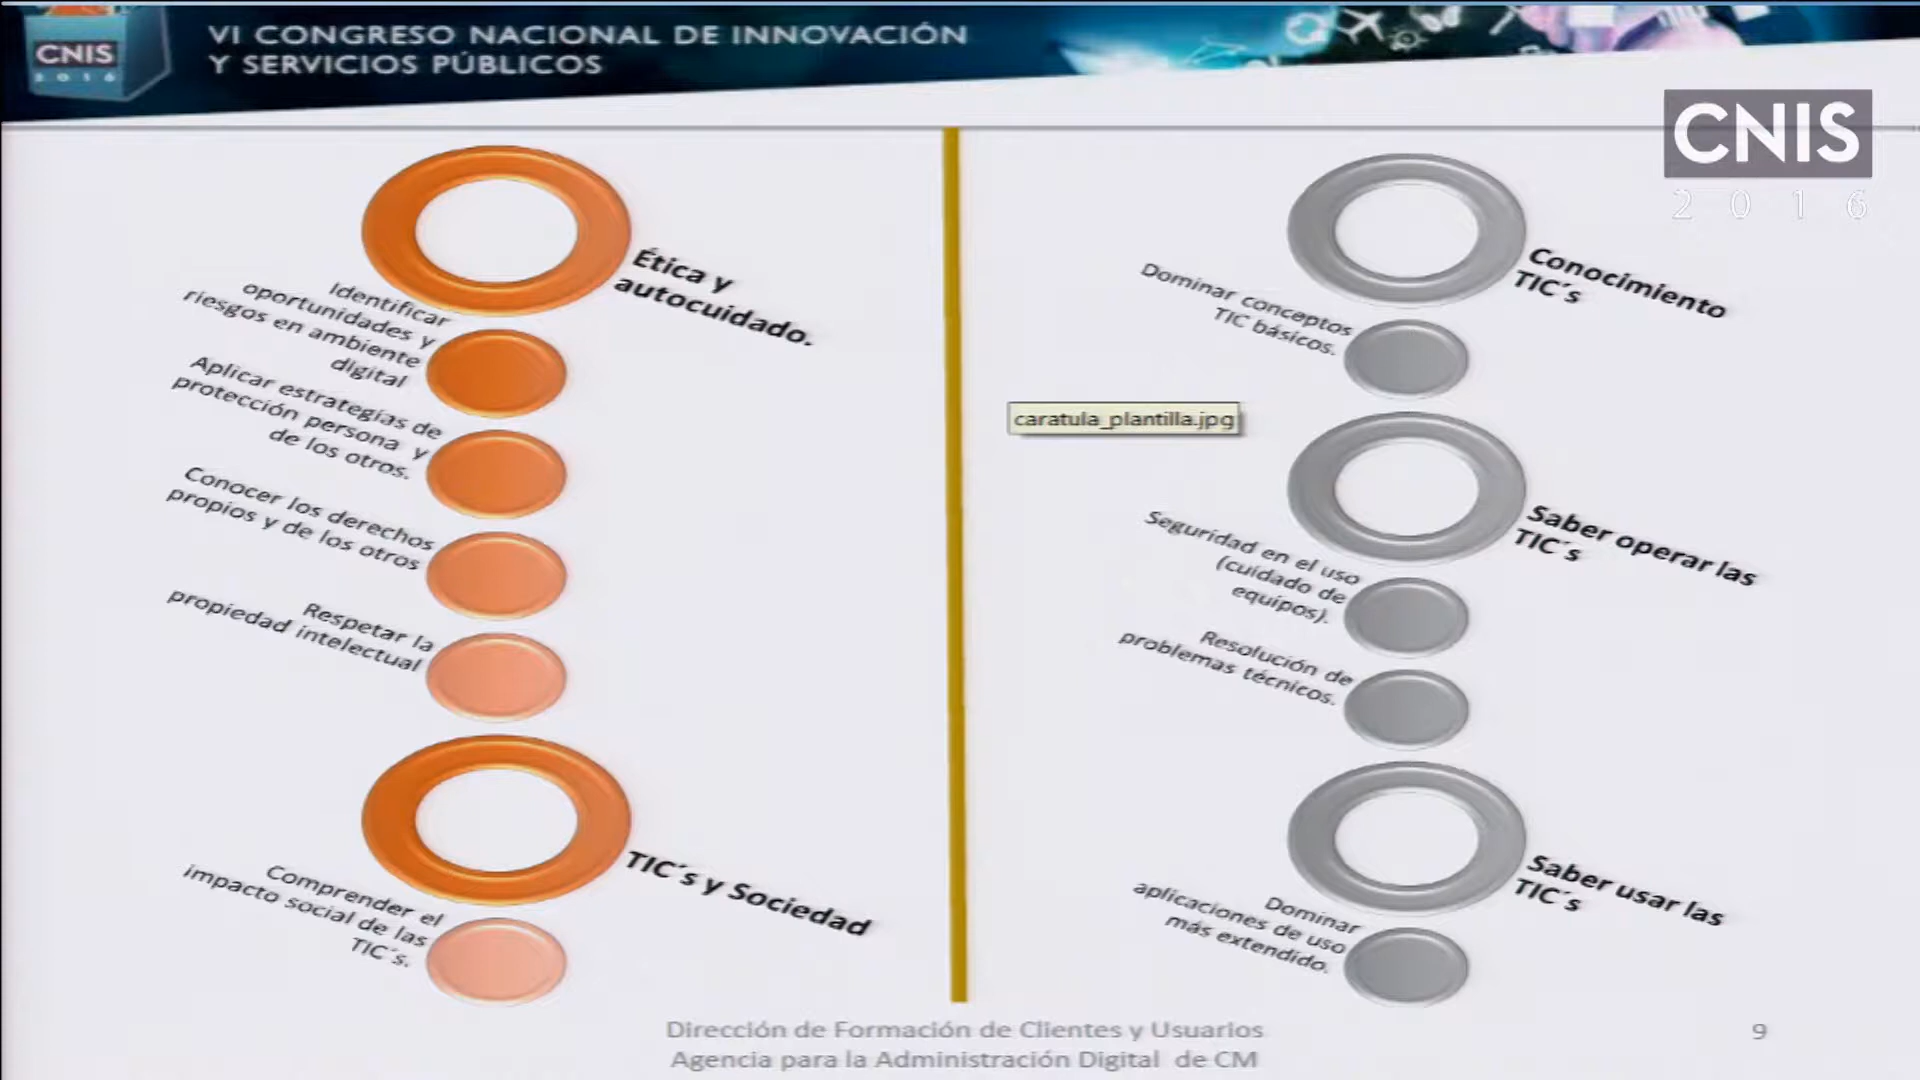 CNIS
2016
VI CONGRESO NACIONAL DE INNOVACIÓN
Y SERVICIOS PÚBLICOS
CNIS
2016
Ética y
autocuidado.
Identificar
oportunidades y
riesgos en ambiente
digital
Aplicar estrategias de
protección persona y
de los otros.
Conocer los derechos
propios y de los otros
Respetar la
propiedad intelectual
TIC´s y Sociedad
Comprender el
impacto social de las
TIC´s.
Conocimiento
TIC´s
Dominar conceptos
TIC básicos.
caratula_plantilla.jpg
Saber operar las
TIC´s
Seguridad en el uso
(cuidado de
equipos).
Resolución de
problemas técnicos.
Saber usar las
TIC´s
Dominar
aplicaciones de uso
más extendido.
Dirección de Formación de Clientes y Usuarios
Agencia para la Administración Digital de CM
9